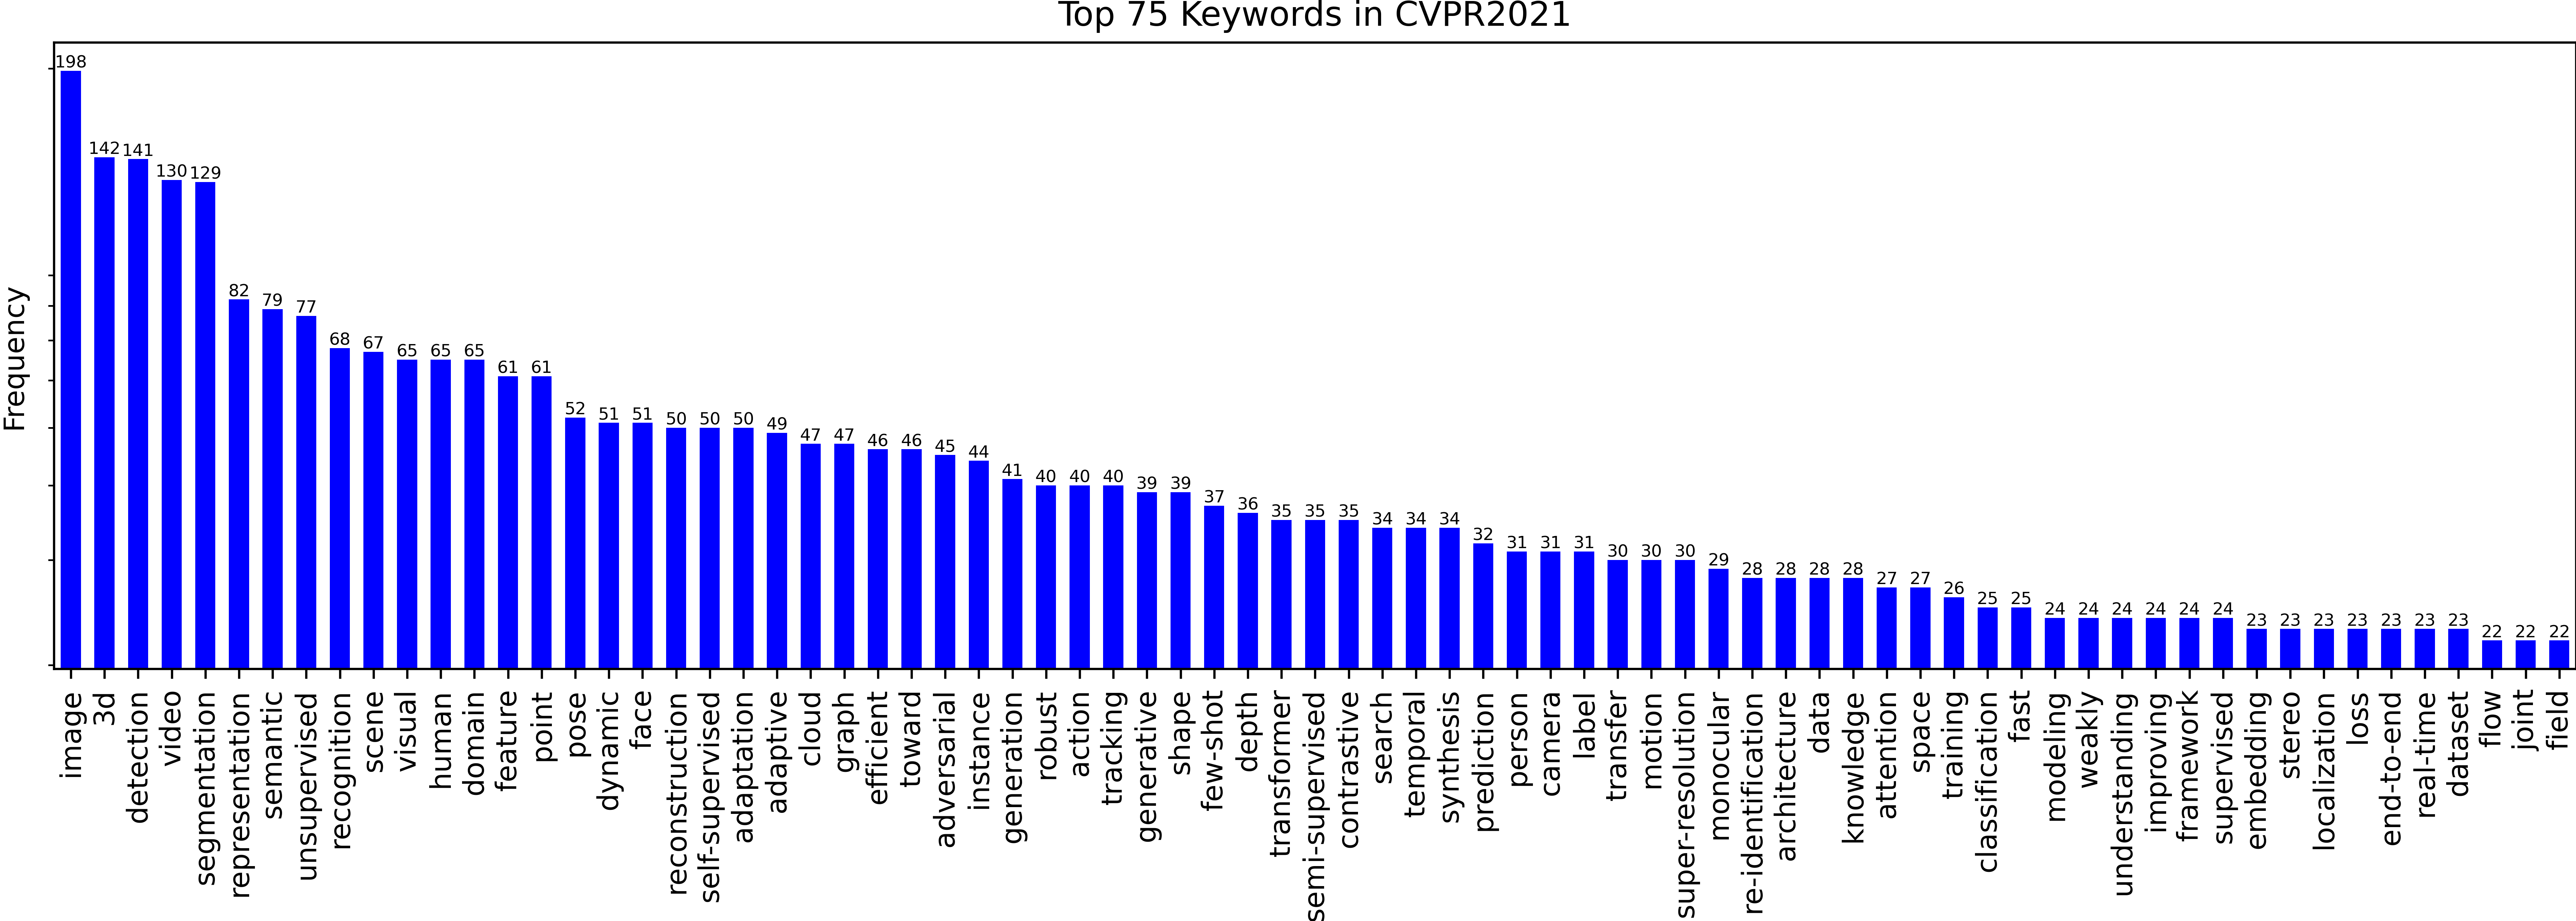 Top 75 Keywords in CVPR2021
Frequency
198 142 141 130 129 82 79 77 68 67 65 65 65 61 61 52 51 51 50 50 50 49 47 47 46 46 45 44 41 40 40 40 39 39 37 36 35 35 35 34 34 34 32 31 31 31 30 30 30 29 28 28 28 28 27 27 26 25 25 24 24 24 24 24 24 23 23 23 23 23 23 23 22 22 22
image
3d
detection
video
segmentation
representation
semantic
unsupervised
recognition
scene
visual
human
domain
feature
point
pose
dynamic
face
reconstruction
self-supervised
adaptation
adaptive
cloud
graph
efficient
toward
adversarial
instance
generation
robust
action
tracking
generative
shape
few-shot
depth
transformer
semi-supervised
contrastive
search
temporal
synthesis
prediction
person
camera
label
transfer
motion
super-resolution
monocular
re-identification
architecture
data
knowledge
attention
space
training
classification
fast
modeling
weakly
understanding
improving
framework
supervised
embedding
stereo
localization
loss
end-to-end
real-time
dataset
flow
joint
field